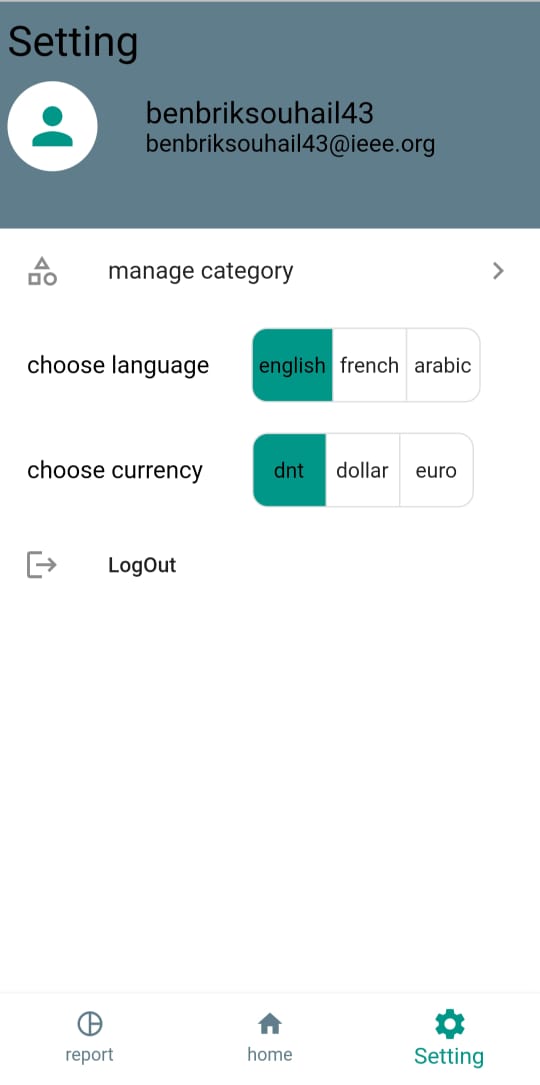 Setting
benbriksouhail43
benbriksouhail43@ieee.org
manage category
choose language english french arabic
choose currency dnt dollar euro
LogOut
report home Setting